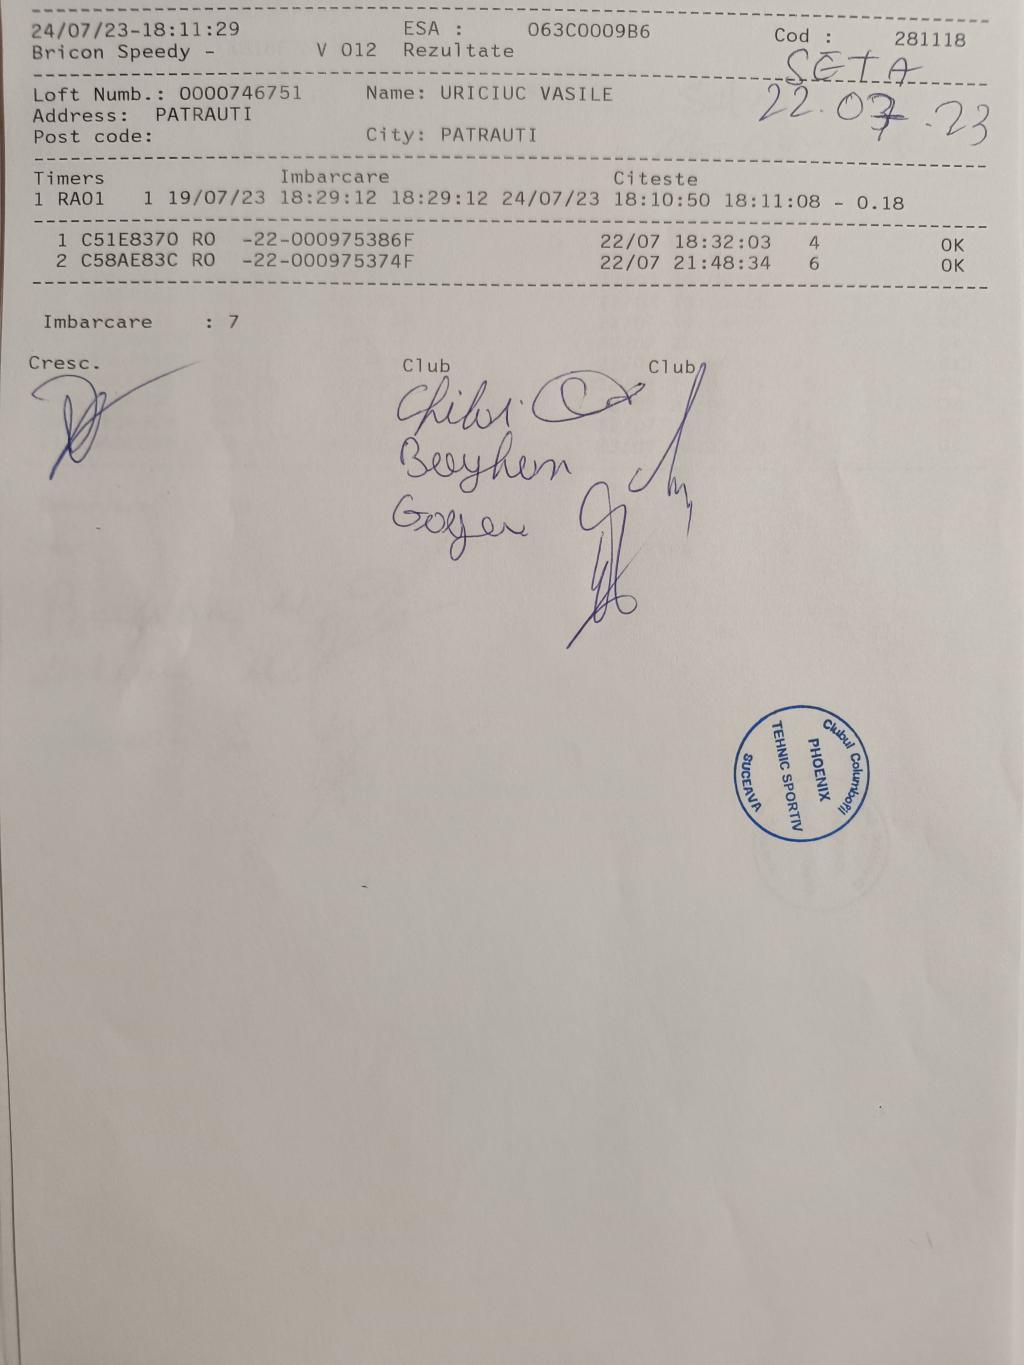 24/07/23-18:11:29 ESA : 063C0009B6 Cod : 281118
Bricon Speedy - V 012 Rezultate
SETA
22.07.23
Loft Numb.: 0000746751 Name: URICIUC VASILE
Address: PATRAUTI
Post code: City: PATRAUTI
Timers Imbarcare Citeste
1 RA01 1 19/07/23 18:29:12 18:29:12 24/07/23 18:10:50 18:11:08 - 0.18
1 C51E8370 RO -22-000975386F 22/07 18:32:03 4 OK
2 C58AE83C RO -22-000975374F 22/07 21:48:34 6 OK
Imbarcare : 7
Cresc. Club Club
Clubul Columbofil
PHOENIX
TEHNIC SPORTIV
SUCEAVA